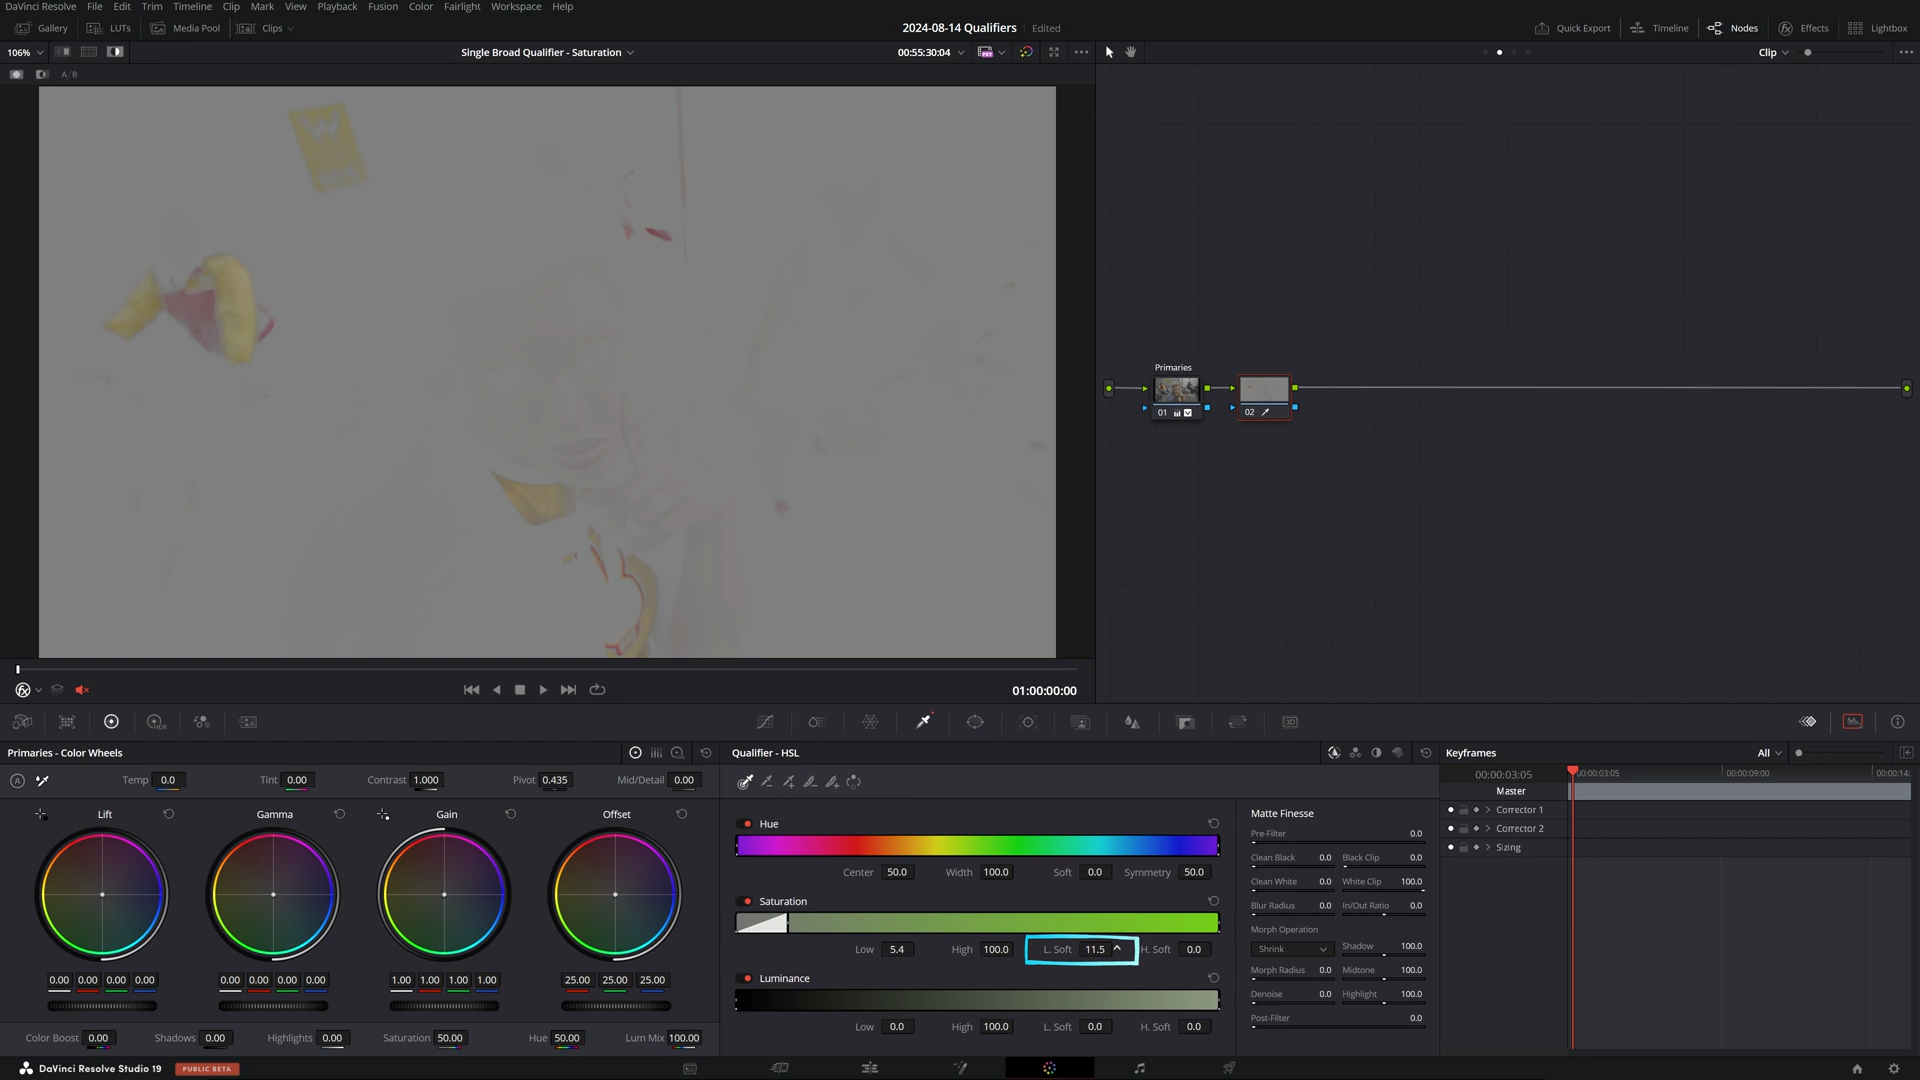 DaVinci Resolve File Edit Trim Timeline Clip Mark View Playback Fusion Color Fairlight Workspace Help
Gallery LUTs Media Pool Clips 2024-08-14 Qualifiers Edited Quick Export Timeline Nodes Effects Lightbox
106% Single Broad Qualifier - Saturation 00:55:30:04 Clip
A/B
W
Primaries
01 02
01:00:00:00
HDR
3D
Primaries - Color Wheels
Temp 0.0 Tint 0.00 Contrast 1.000 Pivot 0.435 Mid/Detail 0.00
Lift Gamma Gain Offset
0.00 0.00 0.00 0.00 0.00 0.00 0.00 0.00 1.00 1.00 1.00 1.00 25.00 25.00 25.00
Color Boost 0.00 Shadows 0.00 Highlights 0.00 Saturation 50.00 Hue 50.00 Lum Mix 100.00
Qualifier - HSL
Hue
Center 50.0 Width 100.0 Soft 0.0 Symmetry 50.0
Saturation
Low 5.4 High 100.0 L. Soft 11.5 H. Soft 0.0
Luminance
Low 0.0 High 100.0 L. Soft 0.0 H. Soft 0.0
Matte Finesse
Pre-Filter 0.0
Clean Black 0.0 Black Clip 0.0
Clean White 0.0 White Clip 100.0
Blur Radius 0.0 In/Out Ratio 0.0
Morph Operation
Shrink Shadow 100.0
Morph Radius 0.0 Midtone 100.0
Denoise 0.0 Highlight 100.0
Post-Filter 0.0
Keyframes All
00:00:03:05 00:00:03:05 00:00:09:00 00:00:14:
Master
Corrector 1
Corrector 2
Sizing
DaVinci Resolve Studio 19 PUBLIC BETA